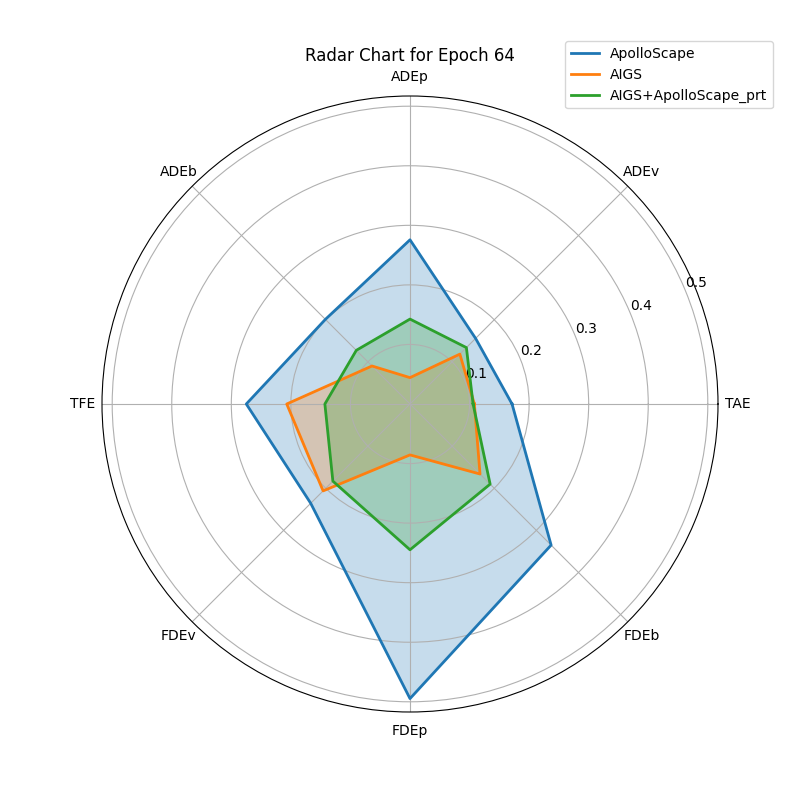 Radar Chart for Epoch 64
ApolloScape
AIGS
AIGS+ApolloScape_prt
ADEp
ADEb
ADEv
0.5
0.4
0.3
0.2
0.1
TFE
TAE
FDEv
FDEb
FDEp